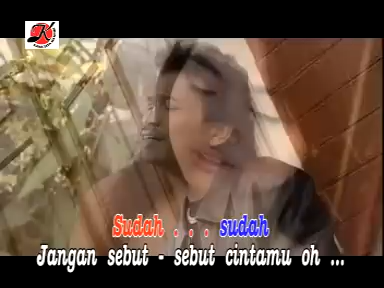 Sudah . . . sudah
Jangan sebut - sebut cintamu oh ...